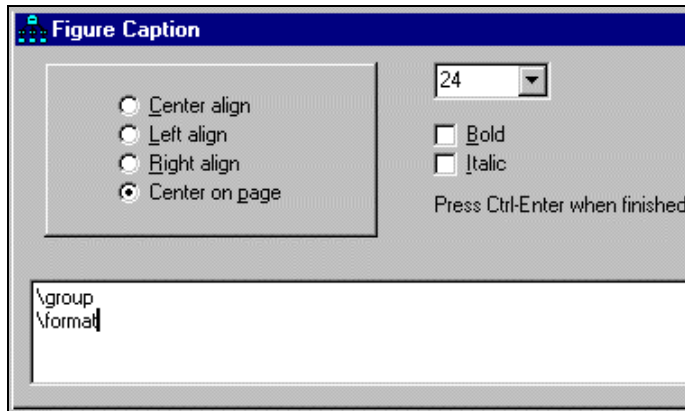 Figure Caption
Center align
Left align
Right align
Center on page
24
Bold
Italic
Press Ctrl-Enter when finished
\group
\format